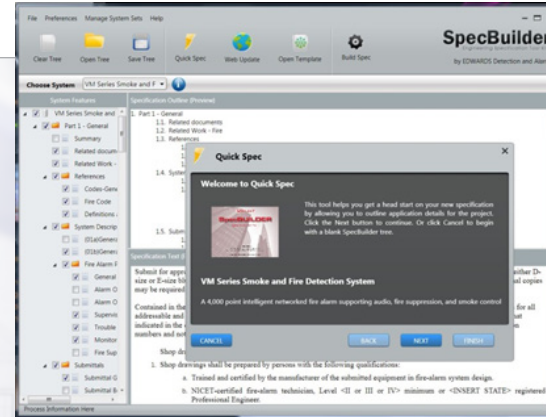 File Preferences Manage System Sets Help
Clear Tree Open Tree Save Tree Quick Spec Web Update Open Template Build Spec
SpecBuilder
by EDWARDS Detection and Alar
Choose System VM Series Smoke and F
System Features Specification Outline (Preview)
VM Series Smoke and
Part 1 - General
Summary
Related docum
Related Work -
References
Codes-Gene
Fire Code
Definitions
System Descrip
(01a)Generi
(01b)Generi
Fire Alarm F
General
Alarm O
Alarm O
Supervis
Trouble
Monitor
Fire Sup
Submittals
Submittal G
Submittal B
Process Information Here
1. Part 1 - General
1.1. Related documents
1.2. Related Work - Fire
1.3. References
1.4. Syste
1.5. Subm
Quick Spec
Welcome to Quick Spec
SpecBUILDER
This tool helps you get a head start on your new specification
by allowing you to outline application details for the project.
Click the Next button to continue. Or click Cancel to begin
with a blank SpecBuilder tree.
VM Series Smoke and Fire Detection System
A 4,000 point intelligent networked fire alarm supporting audio, fire suppression, and smoke control
CANCEL BACK NEXT FINISH
Specification Text (F
Submit for appr
either D-
size or E-size bl
al copies
may be required
Contained in the
for all
addressable and
hat
indicated in the
on
numbers and not
Shop dr
1. Shop drawings shall be prepared by persons with the following qualifications:
a. Trained and certified by the manufacturer of the submitted equipment in fire-alarm system design.
b. NICET-certified fire-alarm technician, Level <II or III or IV> minimum or <INSERT STATE> registered
Professional Engineer.